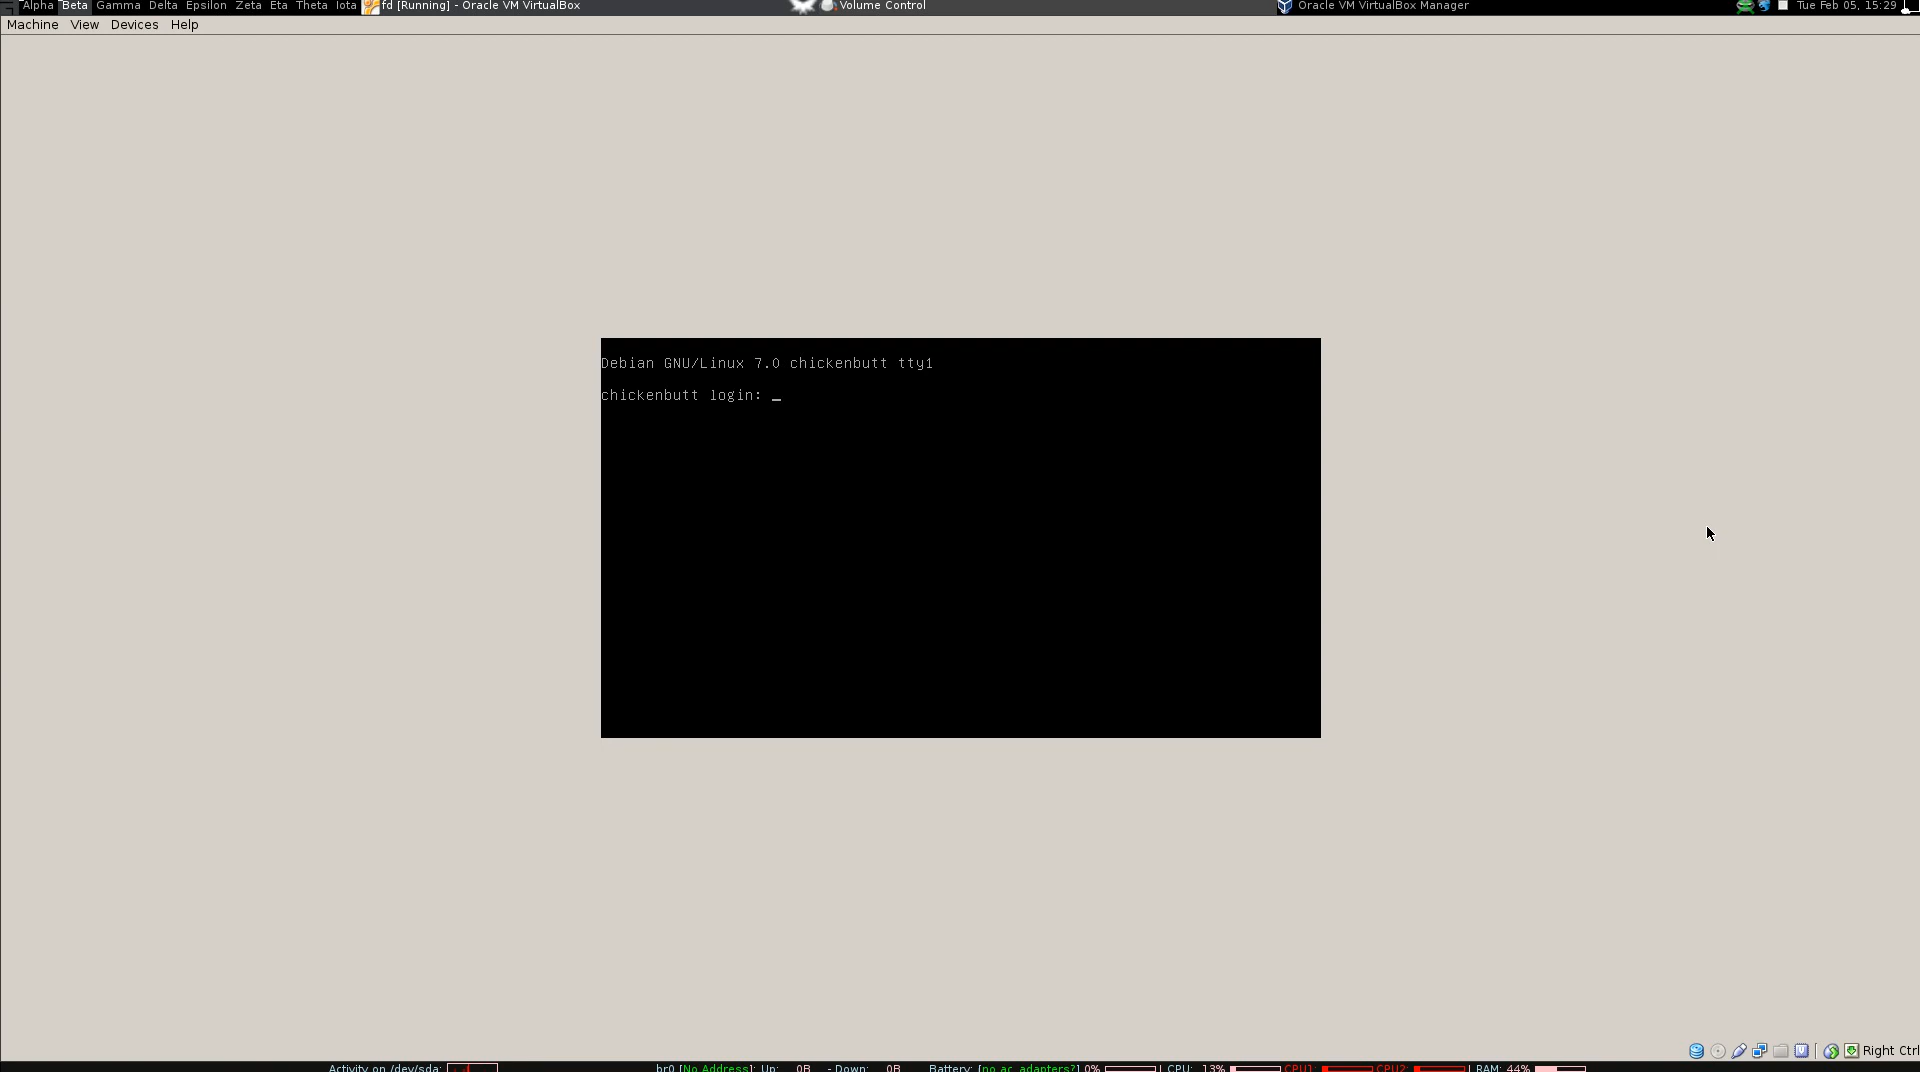 Alpha Beta Gamma Delta Epsilon Zeta Eta Theta Iota fd [Running] - Oracle VM VirtualBox Volume Control Oracle VM VirtualBox Manager Tue Feb 05, 15:29
Machine View Devices Help
Debian GNU/Linux 7.0 chickenbutt tty1
chickenbutt login: _
Right Ctrl
Activity on /dev/sda: br0 [No Address]: Up: 0B - Down: 0B Battery: [no ac adapters?] 0% | CPU: 13% CPU1: CPU2: | RAM: 44%